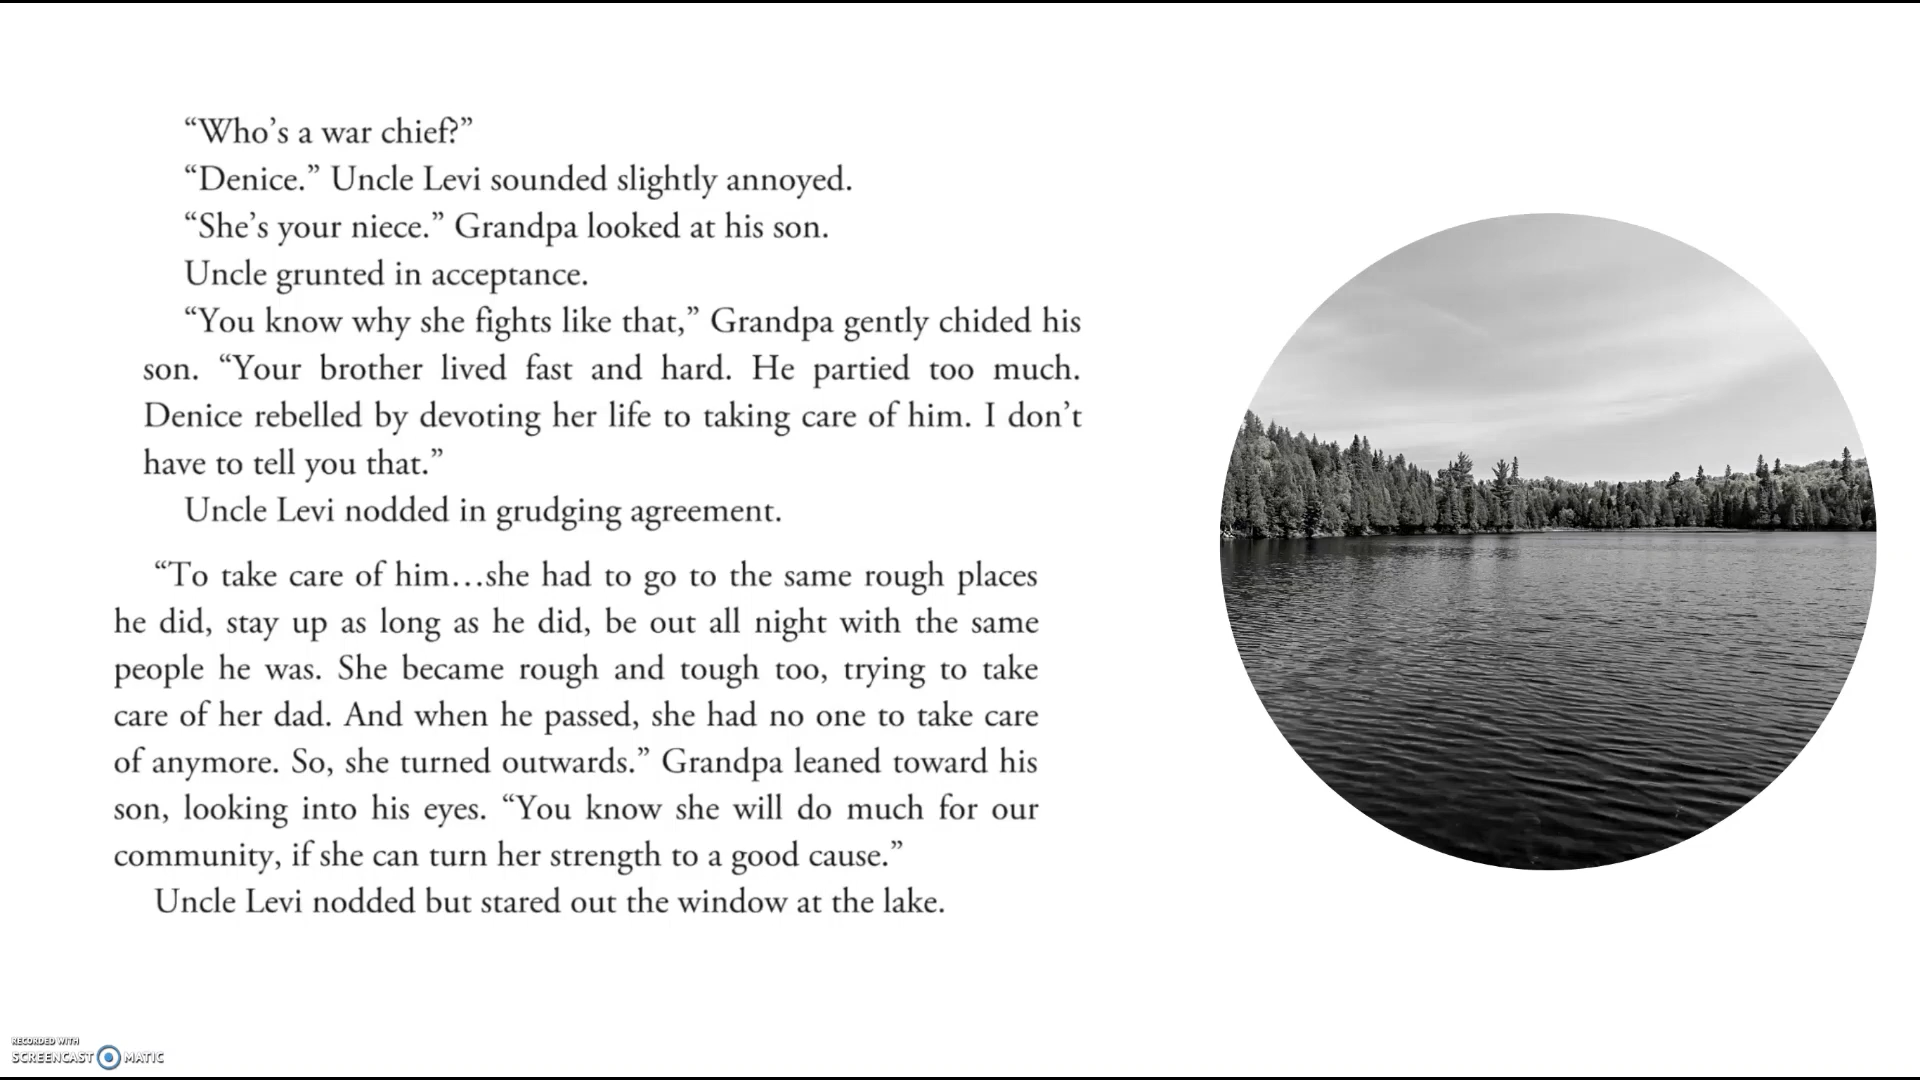 “Who’s a war chief?”
“Denice.” Uncle Levi sounded slightly annoyed.
“She’s your niece.” Grandpa looked at his son.
Uncle grunted in acceptance.
“You know why she fights like that,” Grandpa gently chided his
son. “Your brother lived fast and hard. He partied too much.
Denice rebelled by devoting her life to taking care of him. I don’t
have to tell you that.”
Uncle Levi nodded in grudging agreement.
“To take care of him…she had to go to the same rough places
he did, stay up as long as he did, be out all night with the same
people he was. She became rough and tough too, trying to take
care of her dad. And when he passed, she had no one to take care
of anymore. So, she turned outwards.” Grandpa leaned toward his
son, looking into his eyes. “You know she will do much for our
community, if she can turn her strength to a good cause.”
Uncle Levi nodded but stared out the window at the lake.
RECORDED WITH
SCREENCAST MATIC